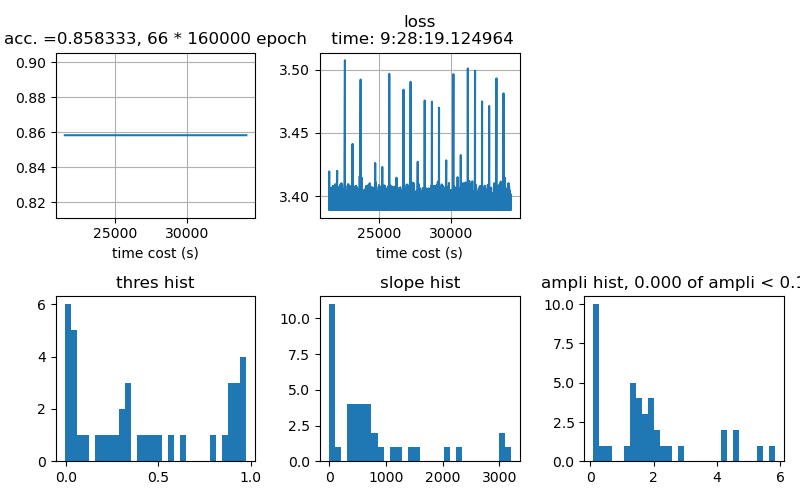 acc. =0.858333, 66 * 160000 epoch
0.90
0.88
0.86
0.84
0.82
25000 30000
time cost (s)
loss
time: 9:28:19.124964
3.50
3.45
3.40
25000 30000
time cost (s)
thres hist
6
4
2
0
0.0 0.5 1.0
slope hist
10.0
7.5
5.0
2.5
0.0
0 1000 2000 3000
ampli hist, 0.000 of ampli < 0.1
10.0
7.5
5.0
2.5
0.0
0 2 4 6